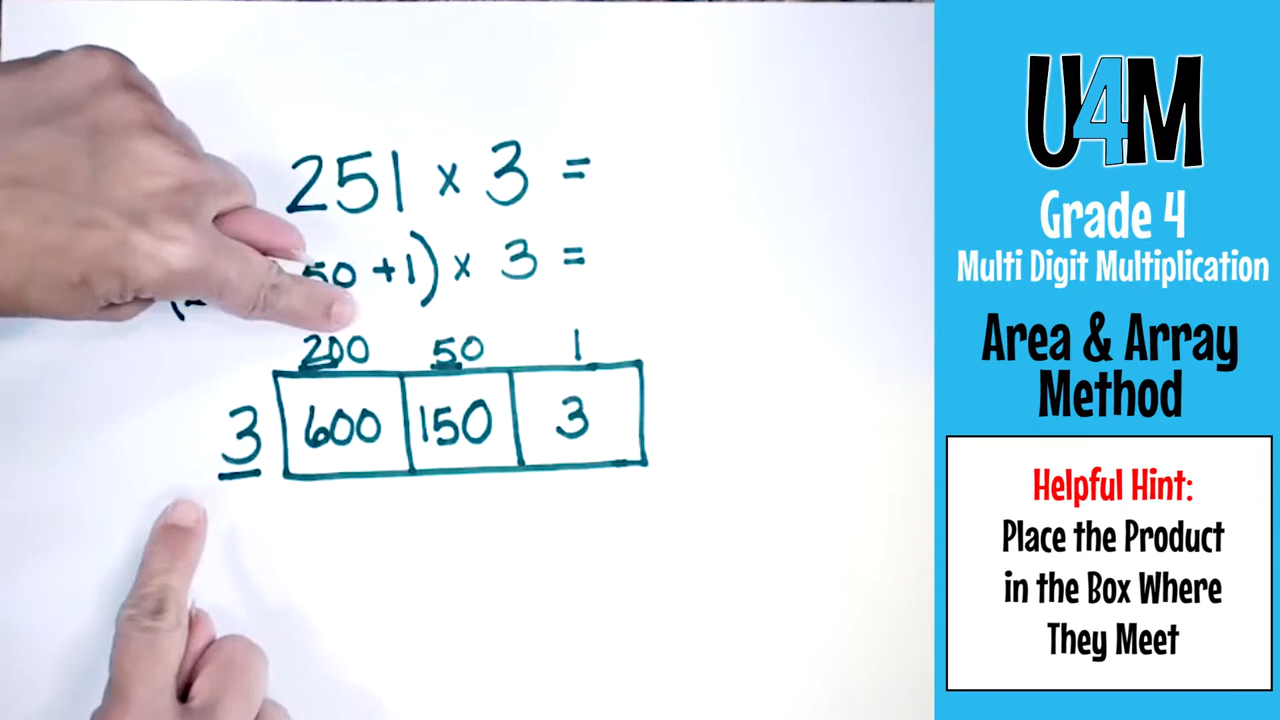 251 × 3 =
50 + 1) × 3 =
200 50 1
3 600 150 3
U4M
Grade 4
Multi Digit Multiplication
Area & Array
Method
Helpful Hint:
Place the Product
in the Box Where
They Meet